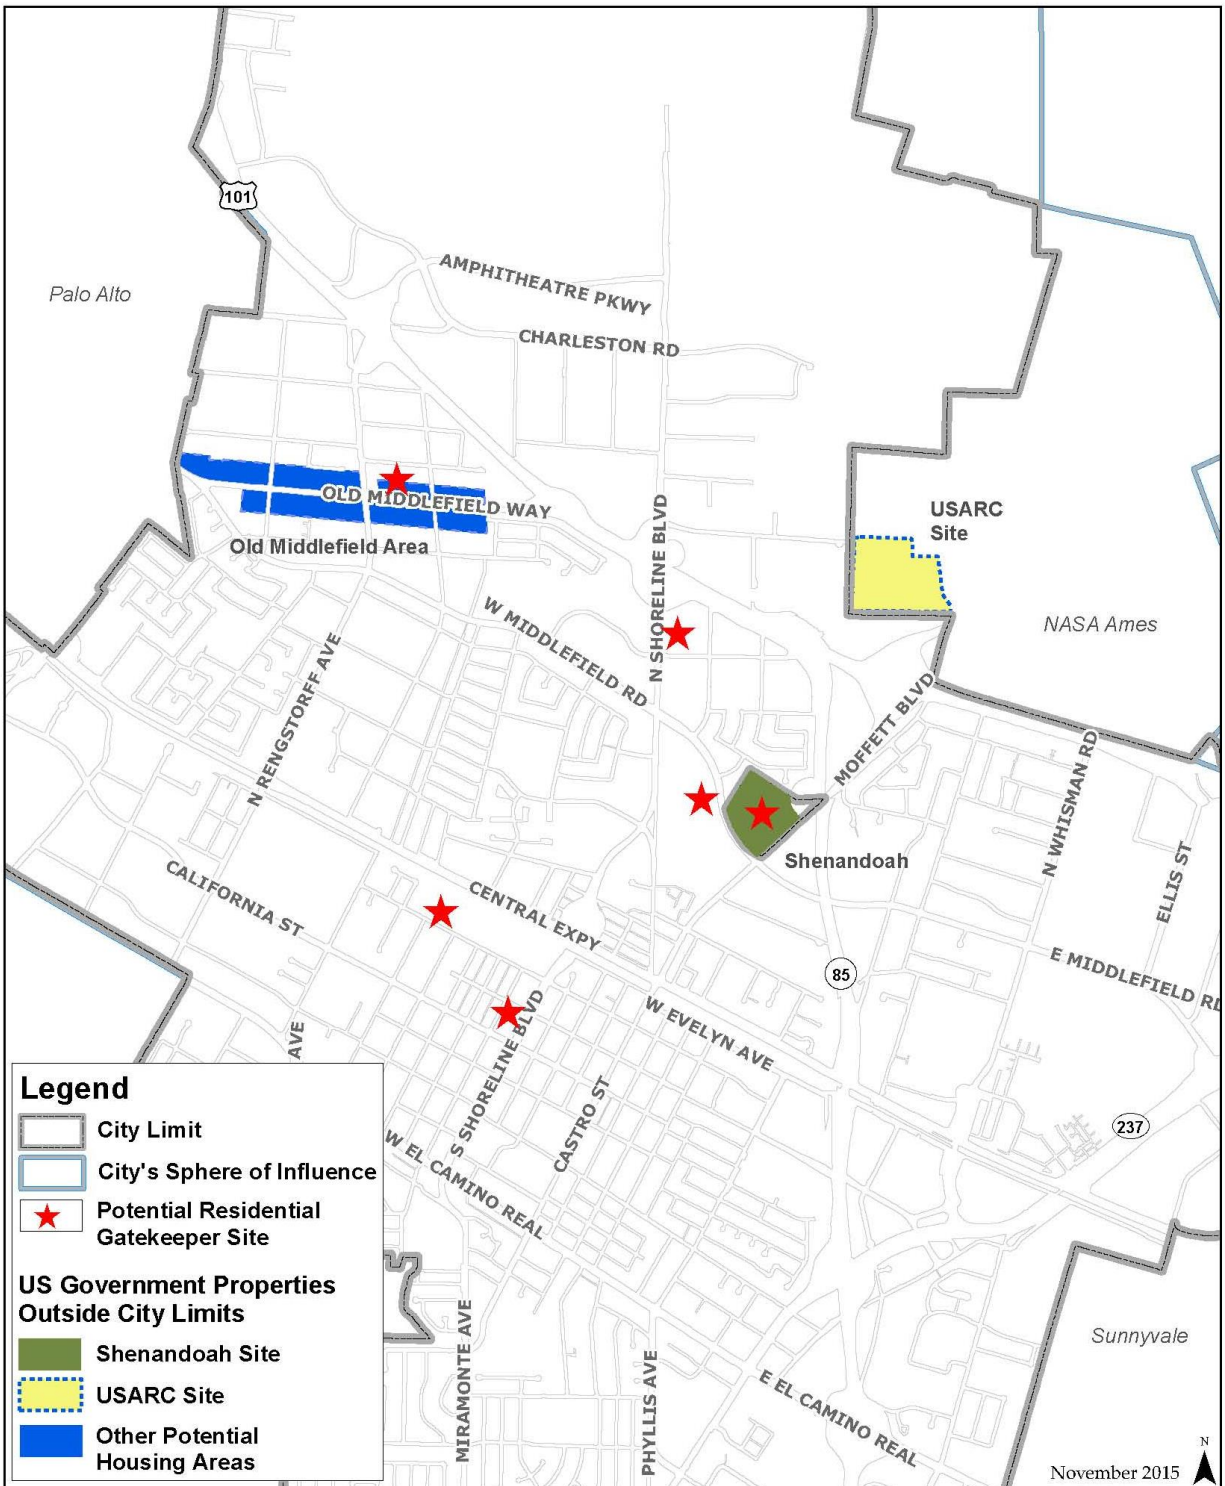 101
Palo Alto
AMPHITHEATRE PKWY
CHARLESTON RD
OLD MIDDLEFIELD WAY
Old Middlefield Area
N SHORELINE BLVD
USARC
Site
NASA Ames
W MIDDLEFIELD RD
N RENGSTORFF AVE
MOFFETT BLVD
N WHISMAN RD
Shenandoah
ELLIS ST
CALIFORNIA ST
CENTRAL EXPY
E MIDDLEFIELD RD
85
W EVELYN AVE
AVE
S SHORELINE BLVD
CASTRO ST
237
W EL CAMINO REAL
MIRAMONTE AVE
PHYLLIS AVE
E EL CAMINO REAL
Sunnyvale
Legend
City Limit
City's Sphere of Influence
Potential Residential
Gatekeeper Site
US Government Properties
Outside City Limits
Shenandoah Site
USARC Site
Other Potential
Housing Areas
November 2015
N